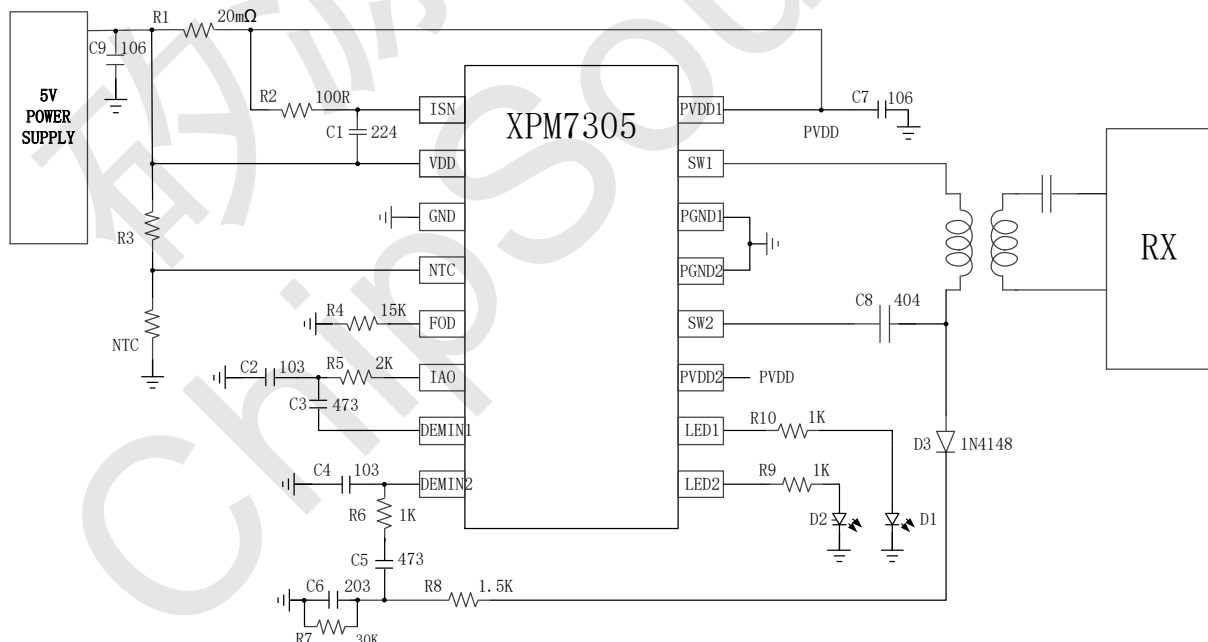 R1 20mΩ
C9 106
5V
POWER
SUPPLY
R2 100R
C1 224
ISN
VDD
GND
NTC
FOD
IAO
DEMIN1
DEMIN2
XPM7305
PVDD1
SW1
PGND1
PGND2
SW2
PVDD2
LED1
LED2
C7 106
PVDD
RX
R3
NTC
R4 15K
C2 103
R5 2K
C3 473
C8 404
PVDD
R10 1K
R9 1K
D3 1N4148
D2
D1
C4 103
R6 1K
C5 473
C6 203
R7 30K
R8 1.5K
ChipSou